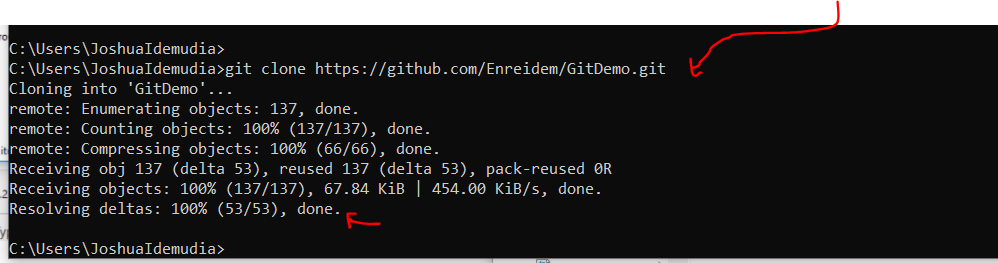 C:\Users\JoshuaIdemudia>
C:\Users\JoshuaIdemudia>git clone https://github.com/Enreidem/GitDemo.git
Cloning into 'GitDemo'...
remote: Enumerating objects: 137, done.
remote: Counting objects: 100% (137/137), done.
remote: Compressing objects: 100% (66/66), done.
Receiving obj 137 (delta 53), reused 137 (delta 53), pack-reused 0R
Receiving objects: 100% (137/137), 67.84 KiB | 454.00 KiB/s, done.
Resolving deltas: 100% (53/53), done.
C:\Users\JoshuaIdemudia>